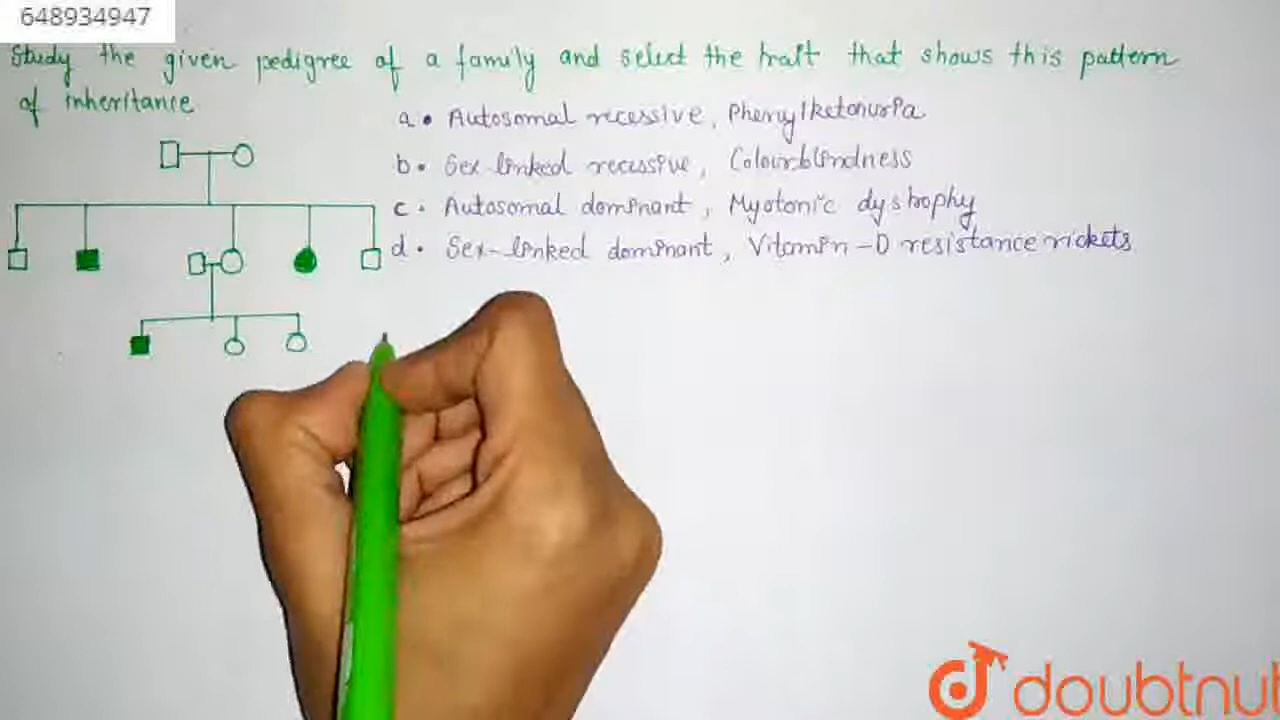 648934947
Study the given pedigree of a family and select the trait that shows this pattern
of inheritance
a. Autosomal recessive, Phenylketonuria
b. Sex-linked recessive, Colourblindness
c. Autosomal dominant, Myotonic dystrophy
d. Sex-linked dominant, Vitamin-D resistance rickets
doubtnut